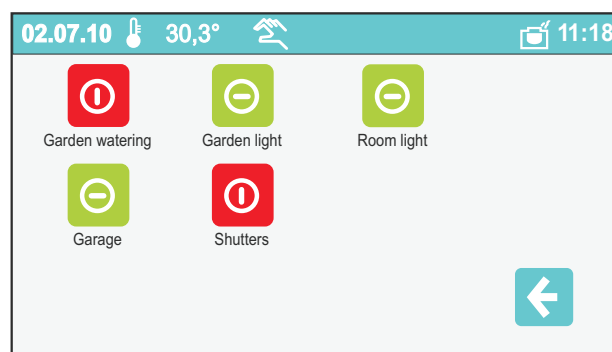 02.07.10 30,3° 11:18
Garden watering Garden light Room light
Garage Shutters